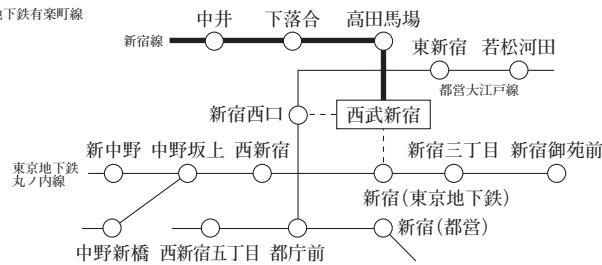 地下鉄有楽町線
中井 下落合 高田馬場
新宿線
東新宿 若松河田
都営大江戸線
新宿西口 西武新宿
新中野 中野坂上 西新宿 新宿三丁目 新宿御苑前
東京地下鉄
丸ノ内線
新宿(東京地下鉄)
新宿(都営)
中野新橋 西新宿五丁目 都庁前